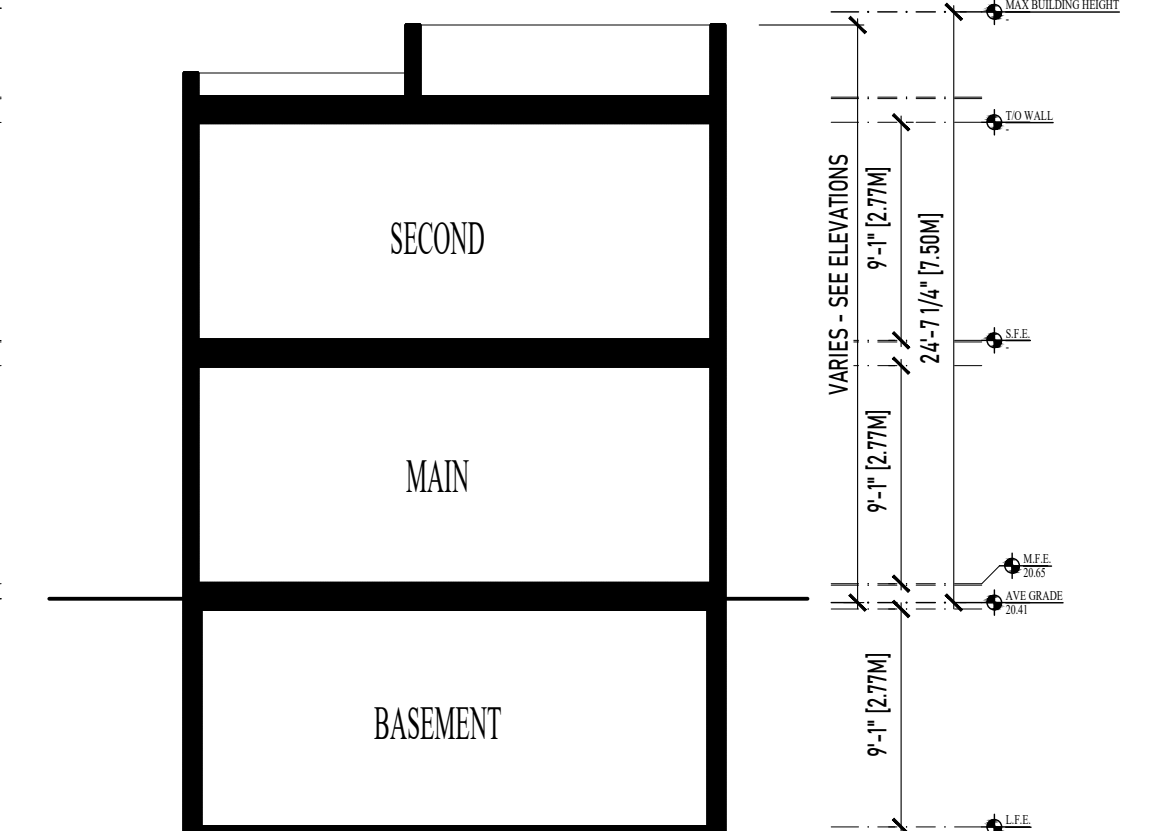 MAX BUILDING HEIGHT
-
T/O WALL
-
VARIES - SEE ELEVATIONS
9'-1" [2.77M]
24'-7 1/4" [7.50M]
SECOND
S.F.E.
-
9'-1" [2.77M]
MAIN
M.F.E.
20.65
AVE GRADE
20.41
9'-1" [2.77M]
BASEMENT
L.F.E.